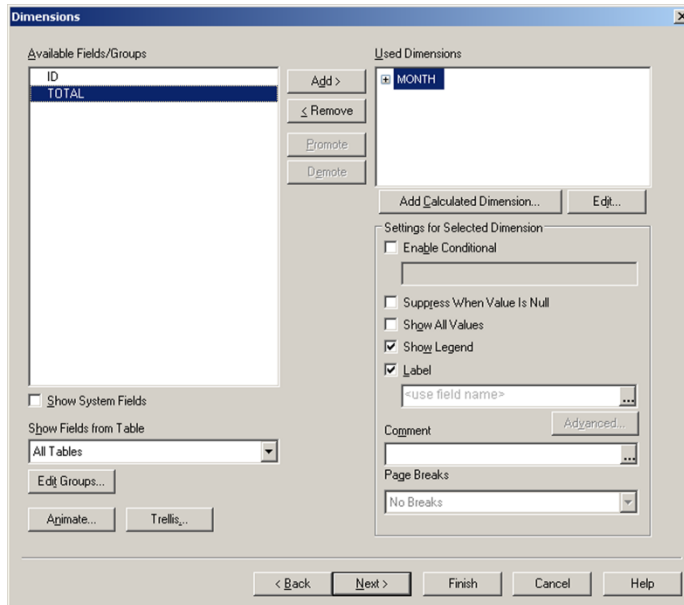 Dimensions
Available Fields/Groups
ID
TOTAL
Add >
< Remove
Promote
Demote
Used Dimensions
MONTH
Add Calculated Dimension...
Edit...
Settings for Selected Dimension
Enable Conditional
Suppress When Value Is Null
Show All Values
Show Legend
Label
<use field name>
...
Advanced...
Comment
...
Page Breaks
No Breaks
Show System Fields
Show Fields from Table
All Tables
Edit Groups...
Animate...
Trellis...
< Back
Next >
Finish
Cancel
Help